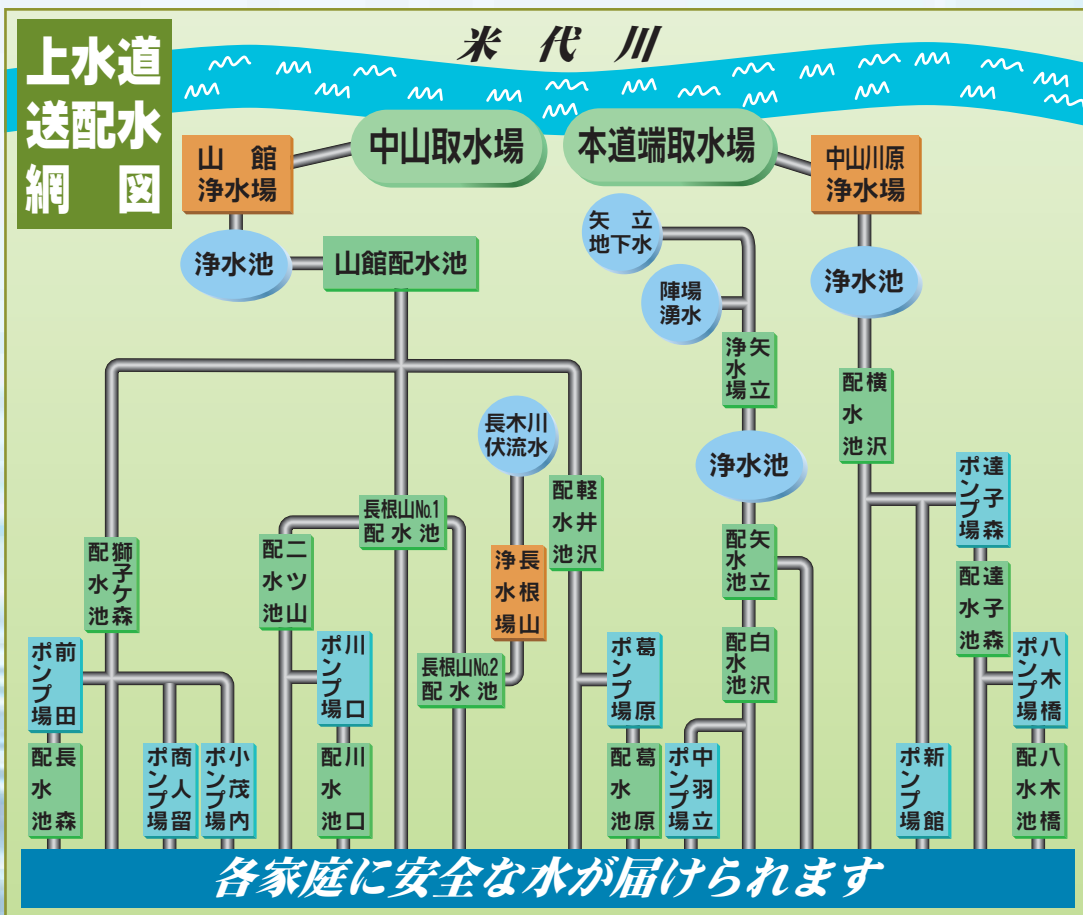 上水道
送配水
網図
米代川
中山取水場
本道端取水場
山館
浄水場
中山川原
浄水場
矢立
地下水
浄水池
山館配水池
浄水池
陣場
湧水
矢立
浄水場
横沢
配水池
長木川
伏流水
浄水池
達子森
ポンプ場
軽井沢
配水池
長根山No.1
配水池
矢立
配水池
獅子ケ森
配水池
二ツ山
配水池
長根山
浄水場
達子森
配水池
白沢
配水池
前田
ポンプ場
川口
ポンプ場
長根山No.2
配水池
葛原
ポンプ場
八木橋
ポンプ場
長森
配水池
商人留
ポンプ場
小茂内
ポンプ場
川口
配水池
葛原
配水池
中羽立
ポンプ場
新館
ポンプ場
八木橋
配水池
各家庭に安全な水が届けられます